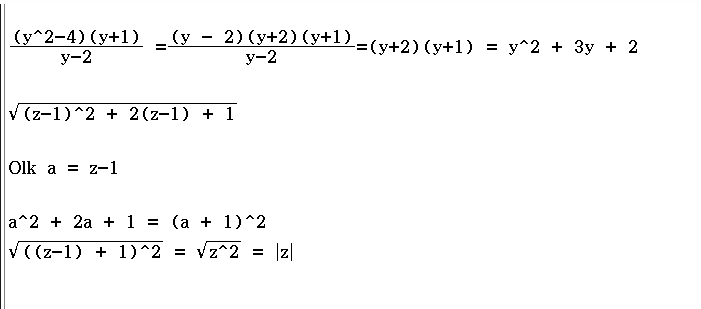 (y^2-4)(y+1)/y-2 = (y - 2)(y+2)(y+1)/y-2 =(y+2)(y+1) = y^2 + 3y + 2
√(z-1)^2 + 2(z-1) + 1
Olk a = z-1
a^2 + 2a + 1 = (a + 1)^2
√((z-1) + 1)^2 = √z^2 = |z|